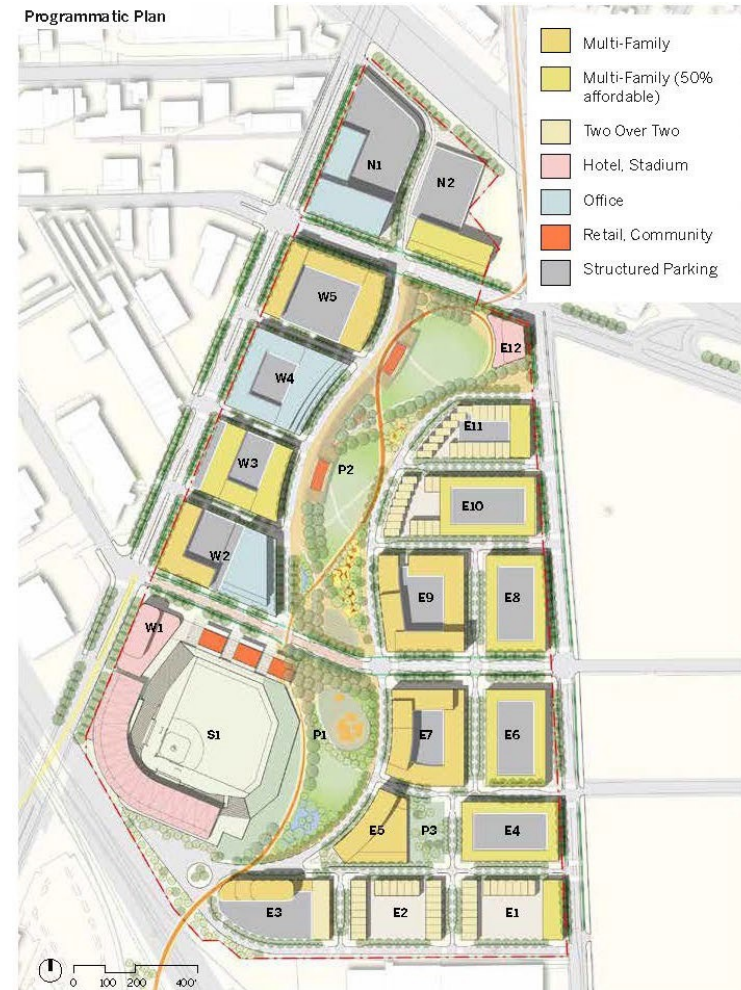 Programmatic Plan
Multi-Family
Multi-Family (50%
affordable)
Two Over Two
Hotel, Stadium
Office
Retail, Community
Structured Parking
N1
N2
W5
E12
W4
E11
W3
P2
E10
W2
E9
E8
W1
S1
P1
E7
E6
E5
P3
E4
E3
E2
E1
0 100 200 400'